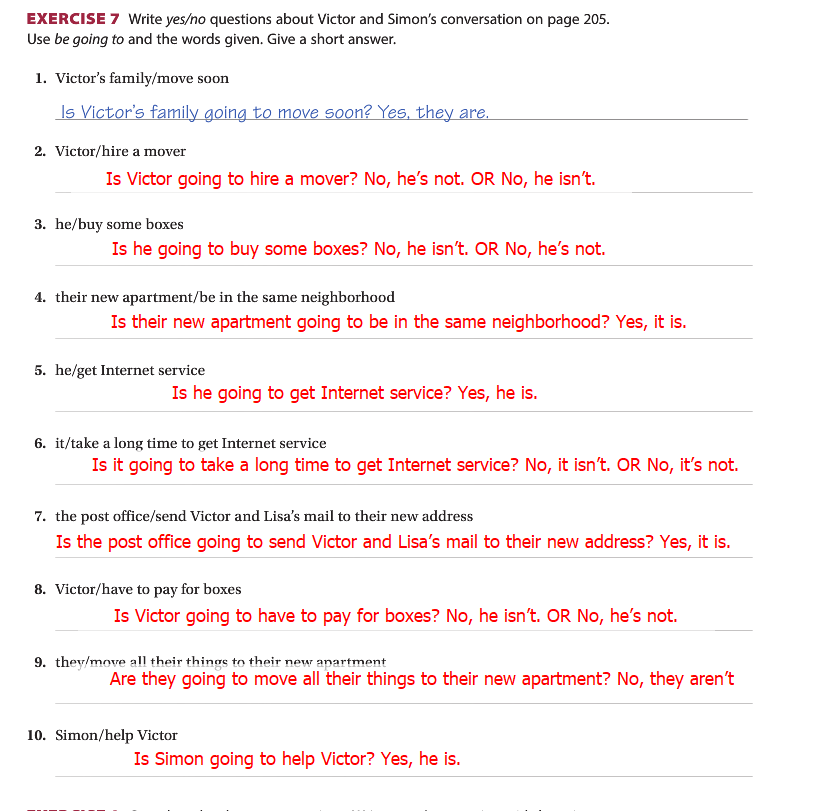 EXERCISE 7 Write yes/no questions about Victor and Simon's conversation on page 205.
Use be going to and the words given. Give a short answer.
1. Victor's family/move soon
Is Victor's family going to move soon? Yes, they are.
2. Victor/hire a mover
Is Victor going to hire a mover? No, he's not. OR No, he isn't.
3. he/buy some boxes
Is he going to buy some boxes? No, he isn't. OR No, he's not.
4. their new apartment/be in the same neighborhood
Is their new apartment going to be in the same neighborhood? Yes, it is.
5. he/get Internet service
Is he going to get Internet service? Yes, he is.
6. it/take a long time to get Internet service
Is it going to take a long time to get Internet service? No, it isn't. OR No, it's not.
7. the post office/send Victor and Lisa's mail to their new address
Is the post office going to send Victor and Lisa's mail to their new address? Yes, it is.
8. Victor/have to pay for boxes
Is Victor going to have to pay for boxes? No, he isn't. OR No, he's not.
9. they/move all their things to their new apartment
Are they going to move all their things to their new apartment? No, they aren't
10. Simon/help Victor
Is Simon going to help Victor? Yes, he is.